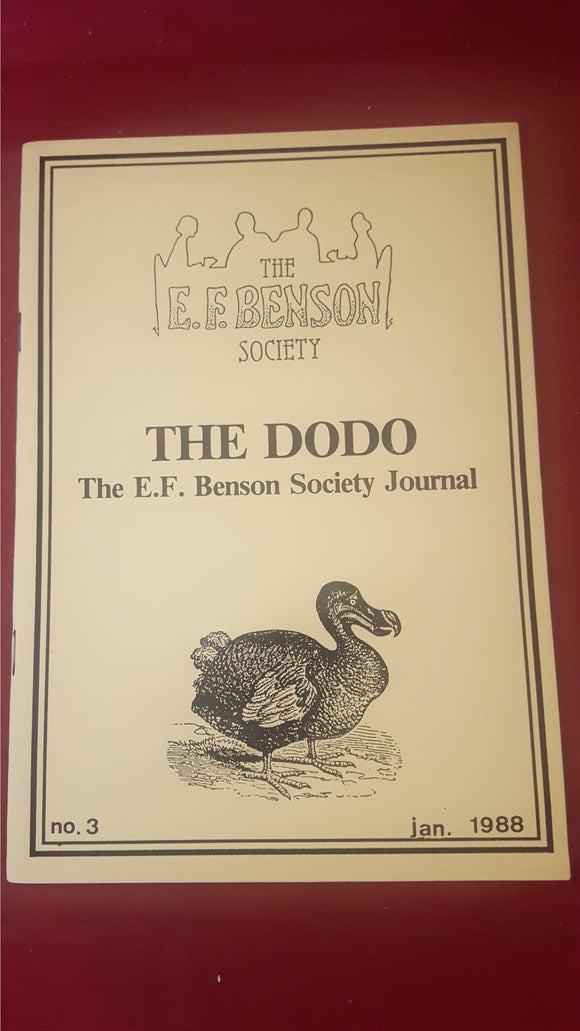 THE
E.F. BENSON
SOCIETY
THE DODO
The E.F. Benson Society Journal
no.3
jan. 1988